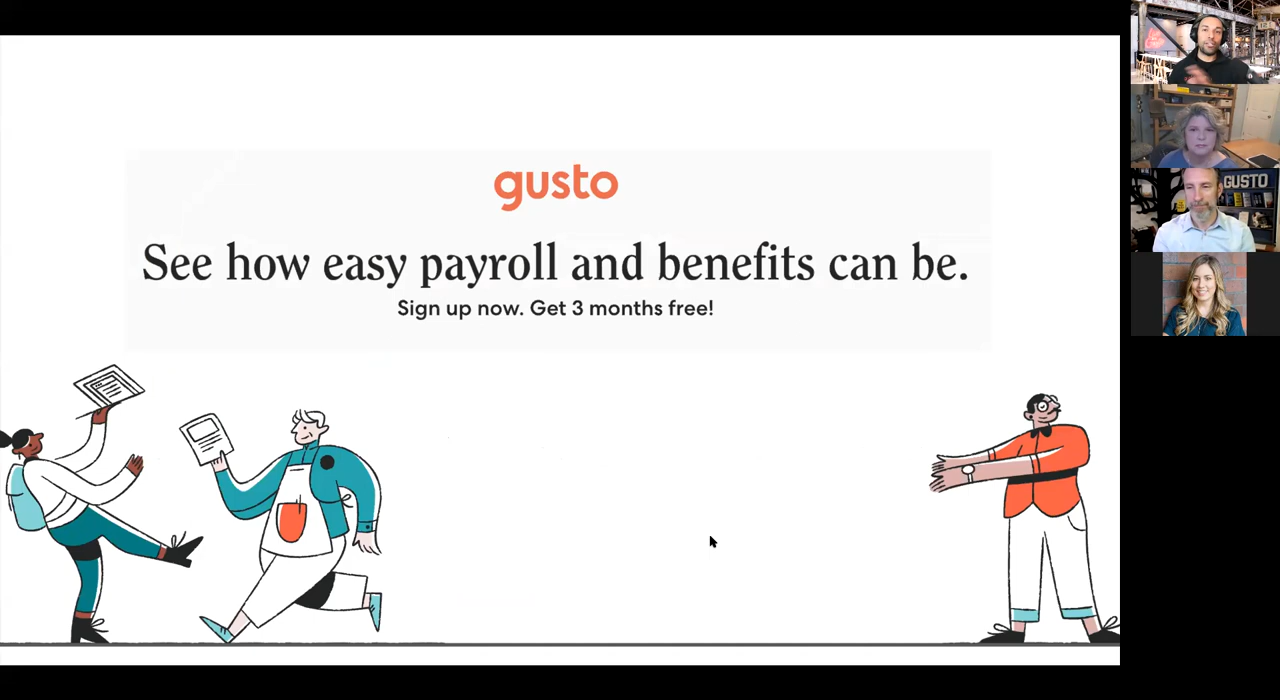 gusto
See how easy payroll and benefits can be.
Sign up now. Get 3 months free!
GUSTO